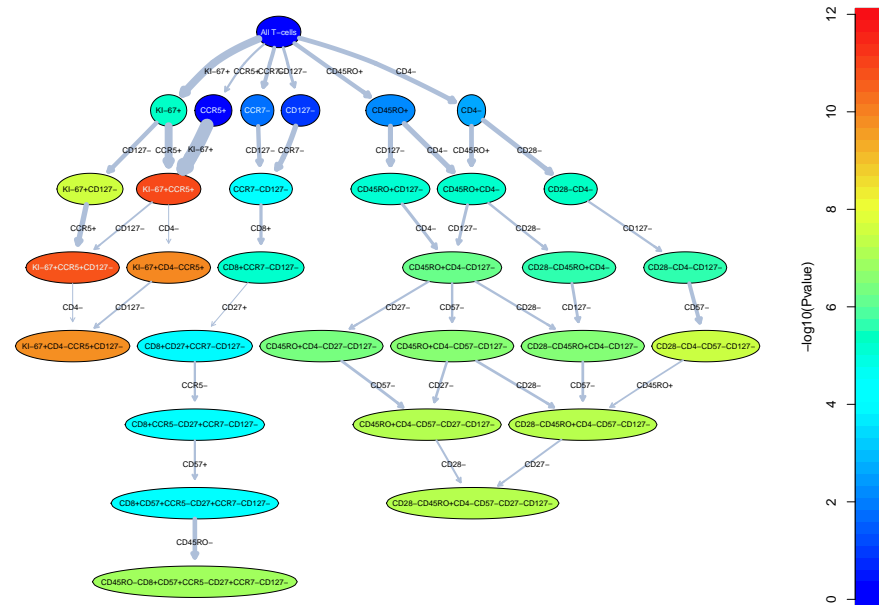 All T−cells
KI−67+ CCR5+ CCR7− CD127− CD45RO+ CD4−
KI−67+ CCR5+ CCR7− CD127− CD45RO+ CD4−
CD127− CCR5+ KI−67+ CD127− CCR7− CD127− CD4− CD45RO+ CD28−
KI−67+CD127− KI−67+CCR5+ CCR7−CD127− CD45RO+CD127− CD45RO+CD4− CD28−CD4−
CCR5+ CD127− CD4− CD8+ CD4− CD127− CD28− CD127−
KI−67+CCR5+CD127− KI−67+CD4−CCR5+ CD8+CCR7−CD127− CD45RO+CD4−CD127− CD28−CD45RO+CD4− CD28−CD4−CD127−
CD4− CD127− CD27+ CD27− CD57− CD28− CD127− CD57−
KI−67+CD4−CCR5+CD127− CD8+CD27+CCR7−CD127− CD45RO+CD4−CD27−CD127− CD45RO+CD4−CD57−CD127− CD28−CD45RO+CD4−CD127− CD28−CD4−CD57−CD127−
CCR5− CD57− CD27− CD28− CD57− CD45RO+
CD8+CCR5−CD27+CCR7−CD127− CD45RO+CD4−CD57−CD27−CD127− CD28−CD45RO+CD4−CD57−CD127−
CD57+ CD28− CD27−
CD8+CD57+CCR5−CD27+CCR7−CD127− CD28−CD45RO+CD4−CD57−CD27−CD127−
CD45RO−
CD45RO−CD8+CD57+CCR5−CD27+CCR7−CD127−
−log10(Pvalue)
12
10
8
6
4
2
0